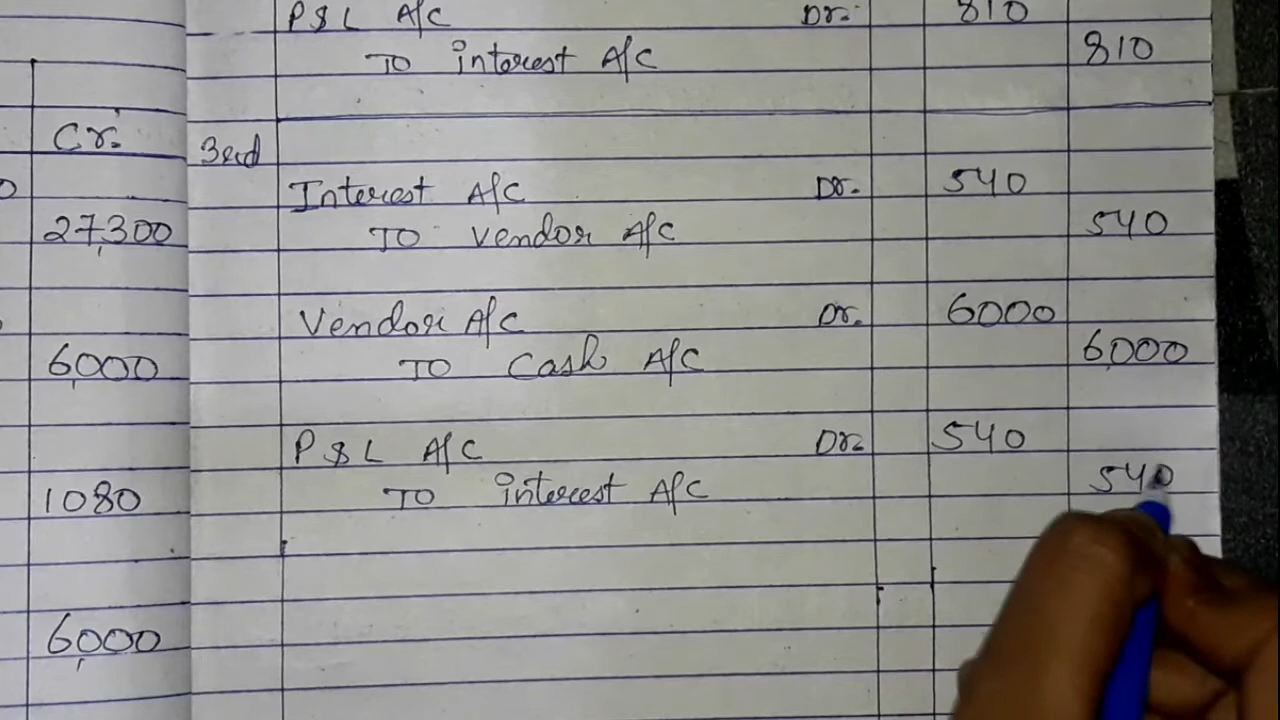 P & L A/C Dr. 810
TO interest A/C 810
Cr.
3rd
Interest A/C Dr. 540
27,300
TO vendor A/C 540
Vendor A/C Dr. 6000
6,000
TO Cash A/C 6,000
P & L A/C Dr. 540
1080
TO interest A/C 540
6,000